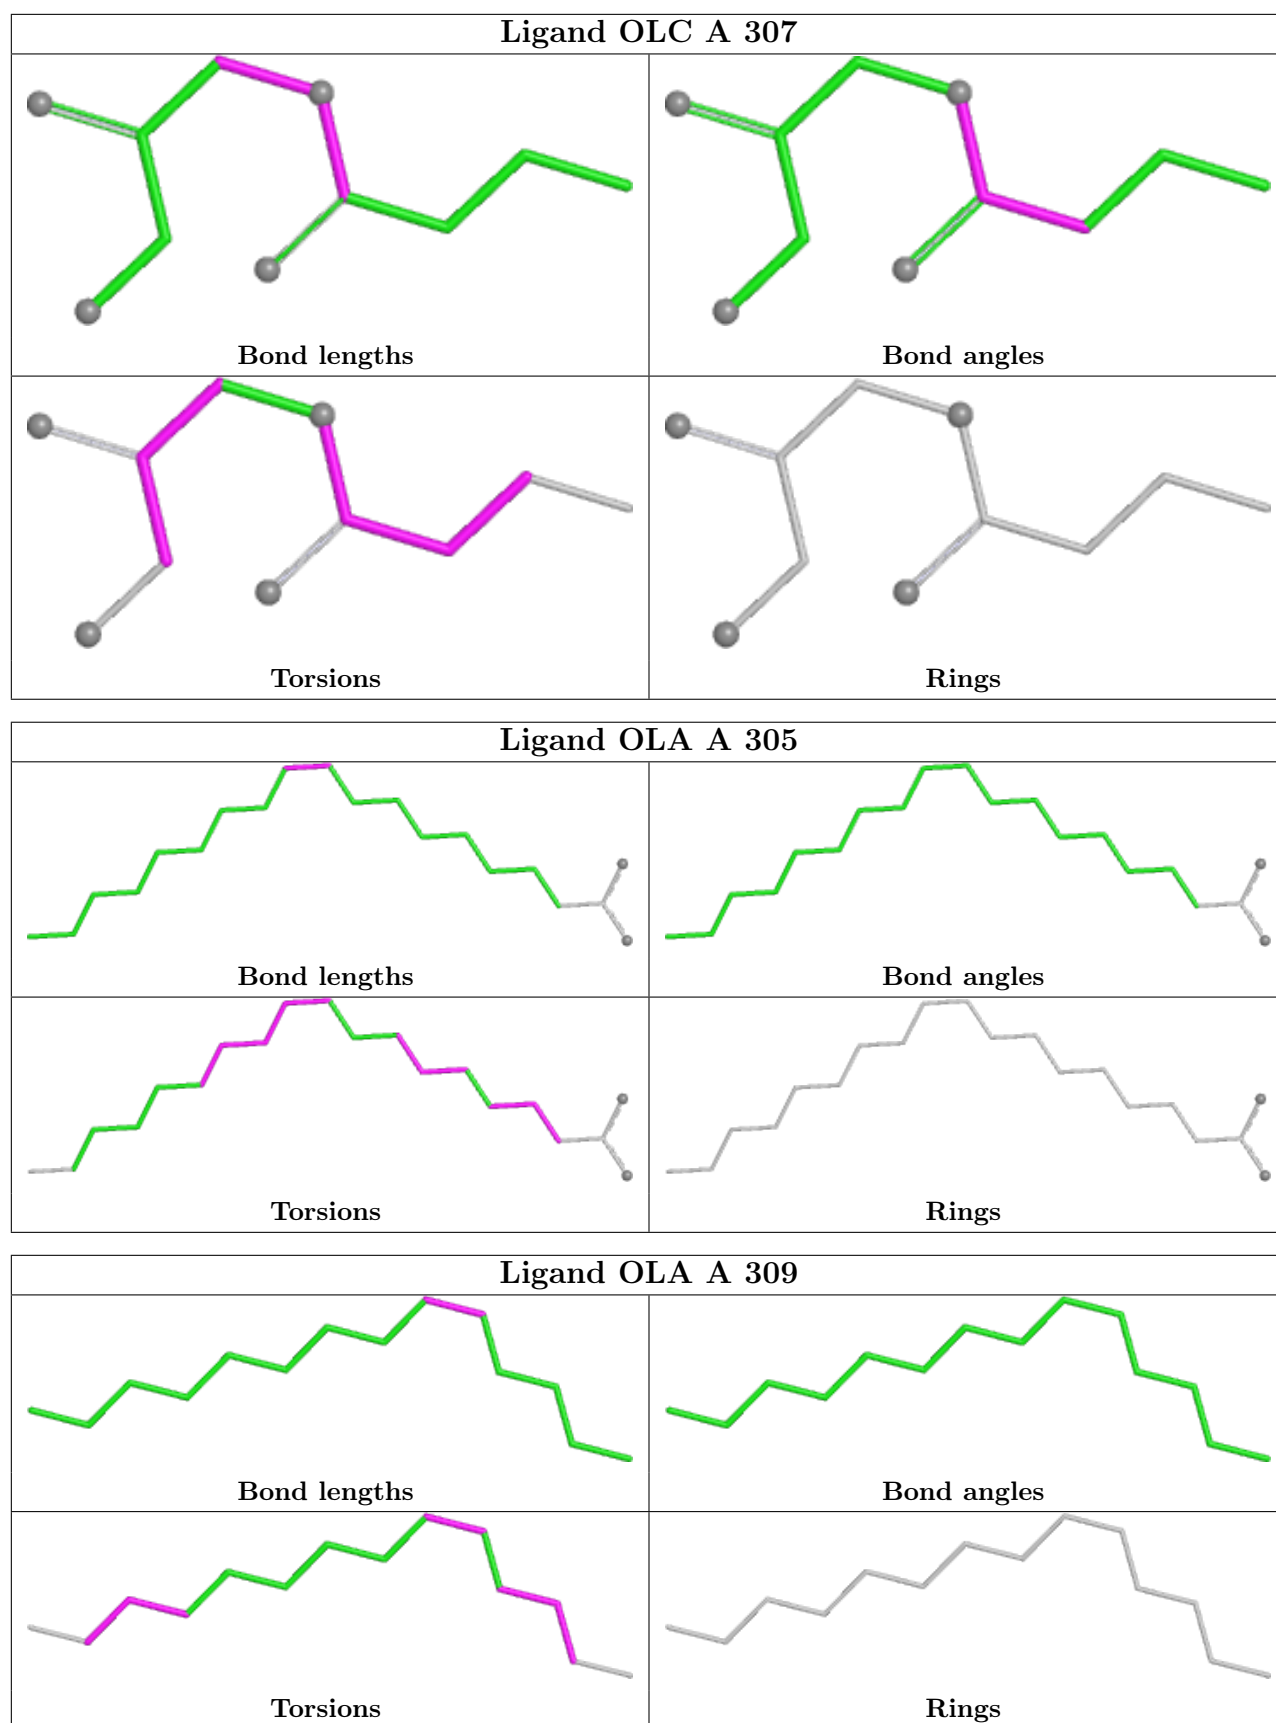 Ligand OLC A 307
Bond lengths
Bond angles
Torsions
Rings
Ligand OLA A 305
Bond lengths
Bond angles
Torsions
Rings
Ligand OLA A 309
Bond lengths
Bond angles
Torsions
Rings